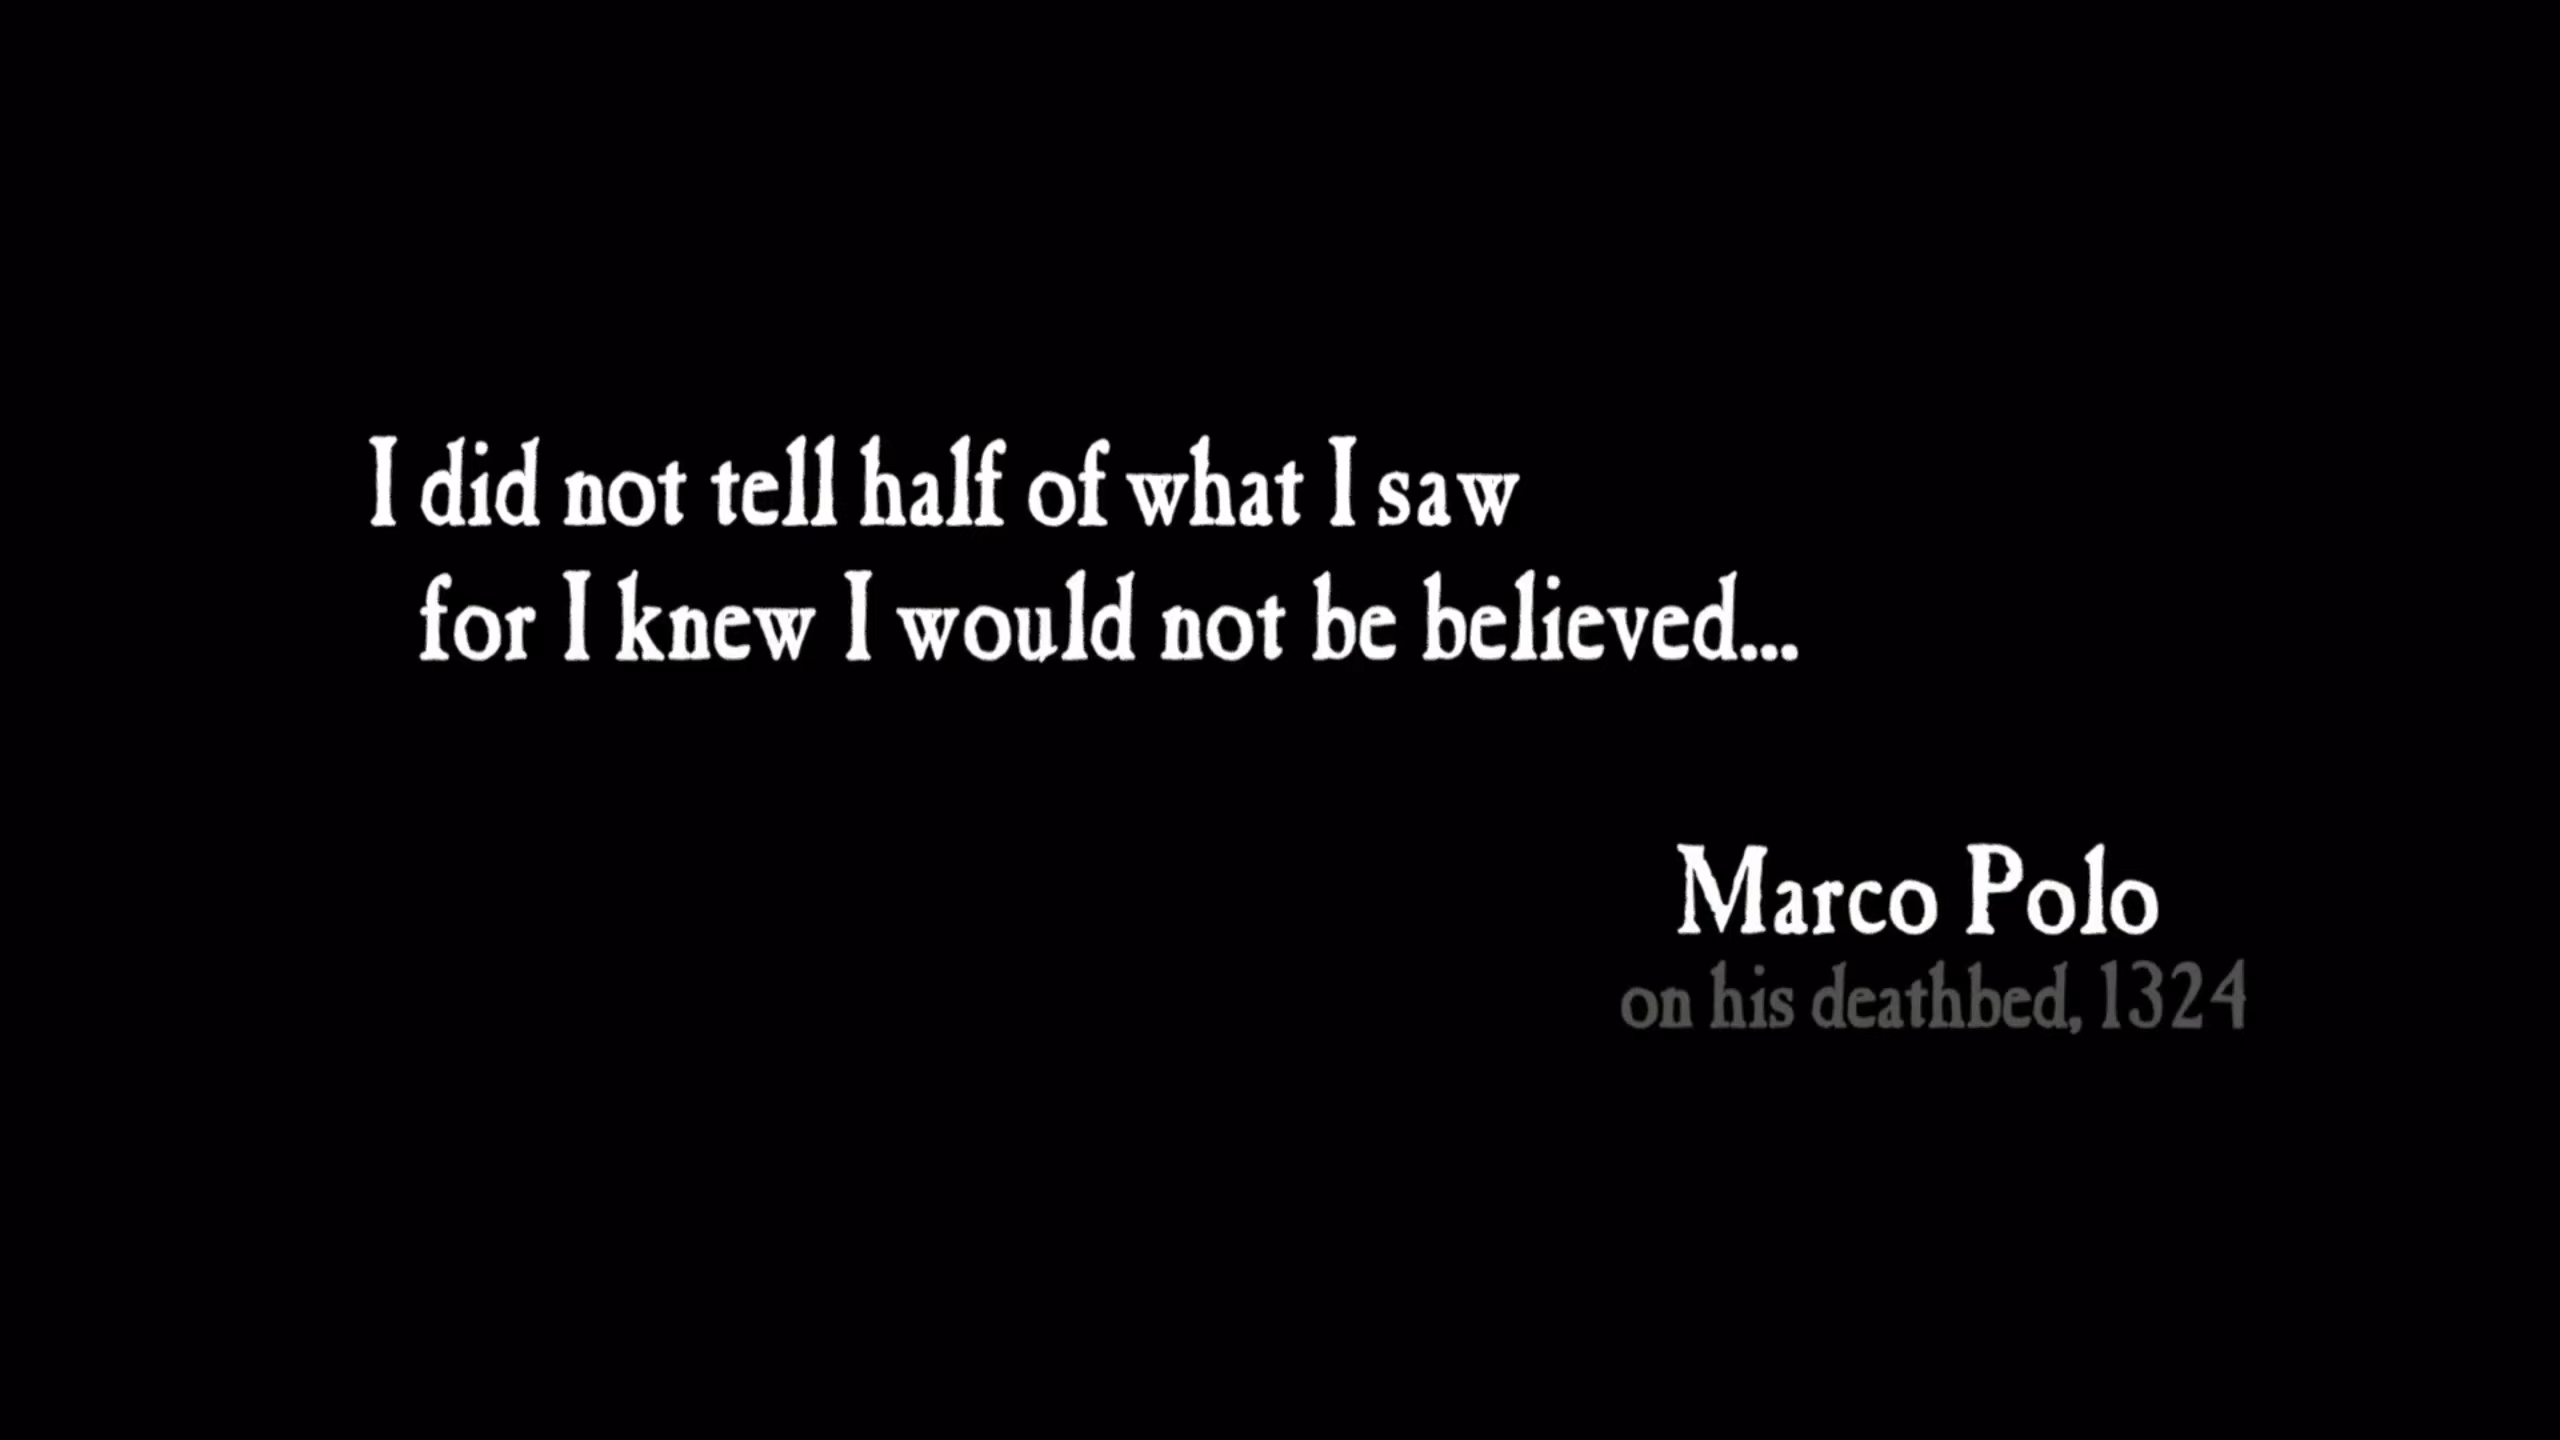 I did not tell half of what I saw
for I knew I would not be believed...
Marco Polo
on his deathbed, 1324